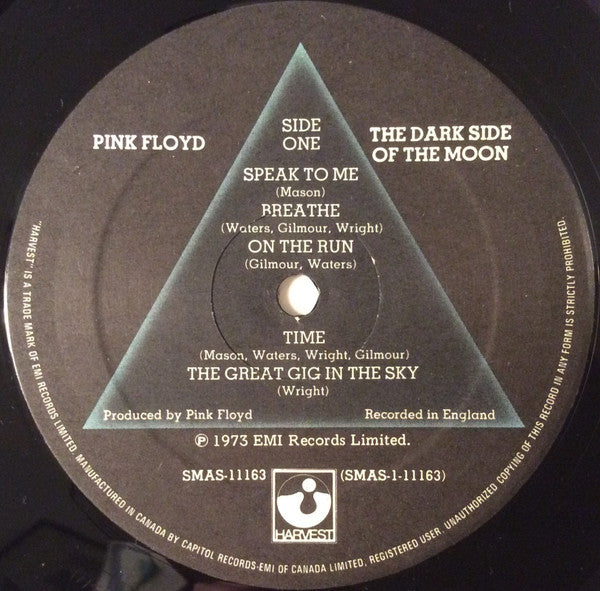 PINK FLOYD
SIDE
ONE
THE DARK SIDE
OF THE MOON
SPEAK TO ME
(Mason)
BREATHE
(Waters, Gilmour, Wright)
ON THE RUN
(Gilmour, Waters)
TIME
(Mason, Waters, Wright, Gilmour)
THE GREAT GIG IN THE SKY
(Wright)
Produced by Pink Floyd
Recorded in England
℗ 1973 EMI Records Limited.
SMAS-11163
(SMAS-1-11163)
HARVEST
"HARVEST" IS A TRADE MARK OF EMI RECORDS LIMITED. MANUFACTURED IN CANADA BY CAPITOL RECORDS-EMI OF CANADA LIMITED, REGISTERED USER. UNAUTHORIZED COPYING OF THIS RECORD IN ANY FORM IS STRICTLY PROHIBITED.